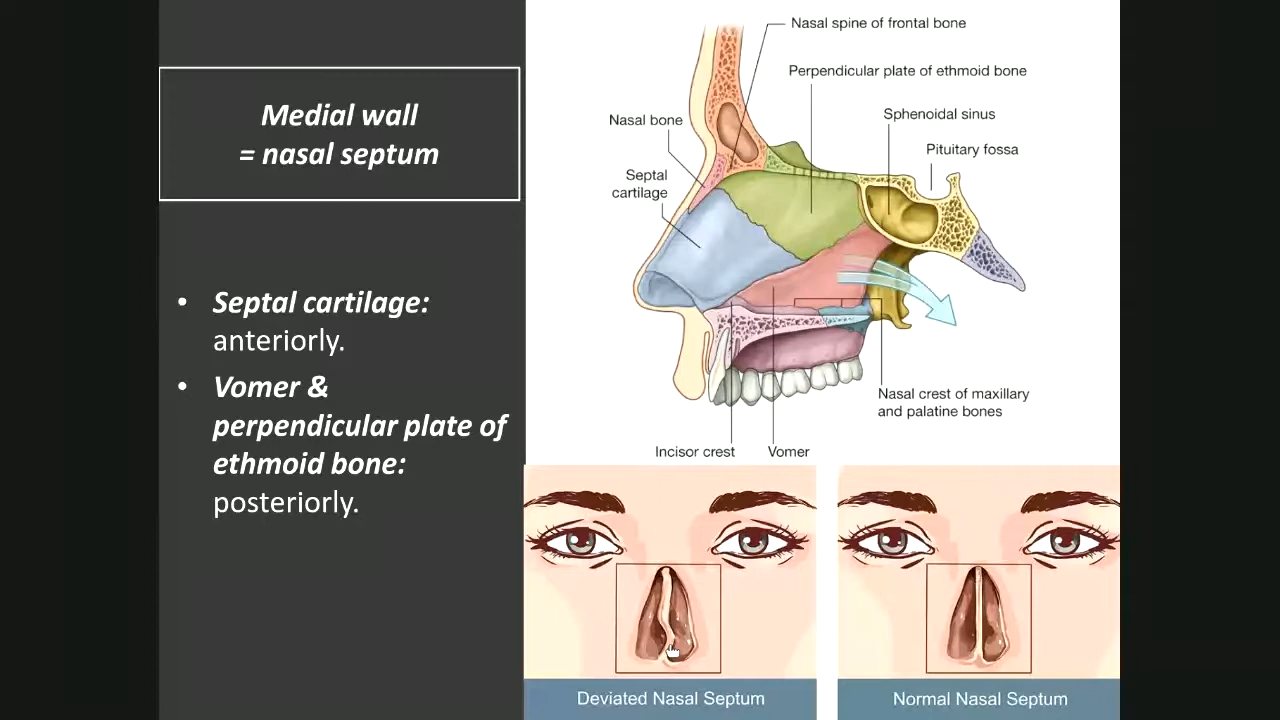 Medial wall
= nasal septum
• Septal cartilage:
anteriorly.
• Vomer &
perpendicular plate of
ethmoid bone:
posteriorly.
Nasal spine of frontal bone
Perpendicular plate of ethmoid bone
Sphenoidal sinus
Nasal bone
Pituitary fossa
Septal
cartilage
Nasal crest of maxillary
and palatine bones
Incisor crest
Vomer
Deviated Nasal Septum
Normal Nasal Septum